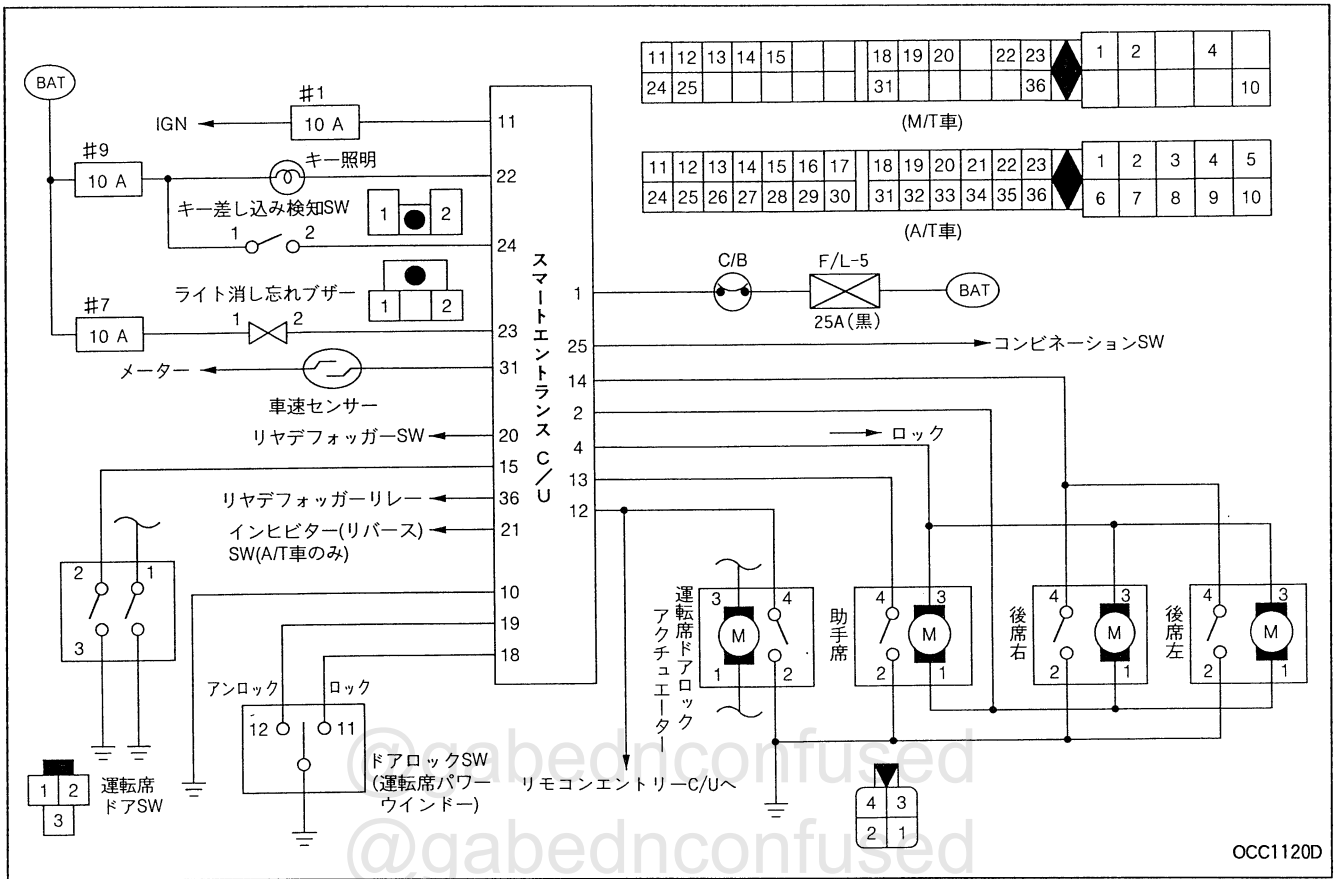 BAT
#1
IGN
10 A
11
#9
10 A
キー照明
22
キー差し込み検知SW
1 2
1 2
24
ライト消し忘れブザー
1 2
#7
10 A
1 2
23
メーター
31
車速センサー
リヤデフォッガーSW
20
15
リヤデフォッガーリレー
36
インヒビター(リバース)
SW(A/T車のみ)
21
10
19
18
スマートエントランス C/U
11 12 13 14 15 18 19 20 22 23 1 2 4
24 25 31 36 10
(M/T車)
11 12 13 14 15 16 17 18 19 20 21 22 23 1 2 3 4 5
24 25 26 27 28 29 30 31 32 33 34 35 36 6 7 8 9 10
(A/T車)
1
C/B
F/L-5
25A(黒)
BAT
25
コンビネーションSW
14
2
ロック
4
13
12
2 1
3
アンロック
ロック
12 11
ドアロックSW
(運転席パワー
ウインドー)
1 2
3
運転席
ドアSW
3 4
M
1 2
運転席ドアロック
アクチュエーター
助手席
4 3
M
2 1
後席右
4 3
M
2 1
後席左
4 3
M
2 1
リモコンエントリーC/Uへ
4 3
2 1
@gabednconfused
@gabednconfused
OCC1120D